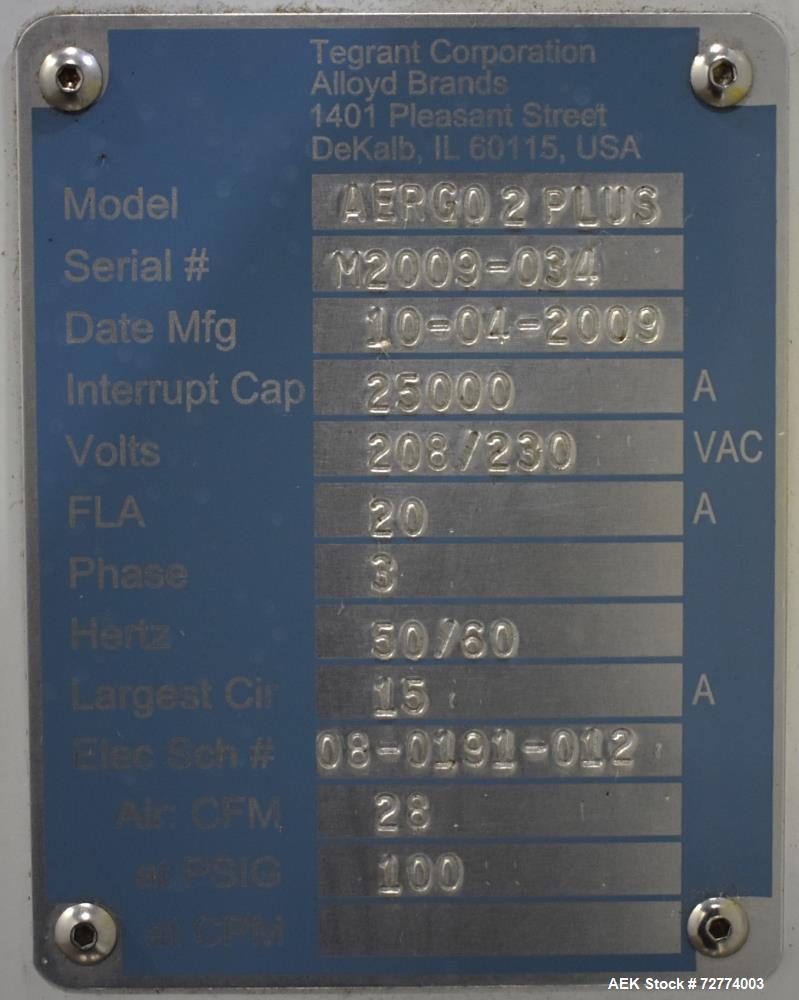 Tegrant Corporation
Alloyd Brands
1401 Pleasant Street
DeKalb, IL 60115, USA
Model AERGO 2 PLUS
Serial # M2009-034
Date Mfg 10-04-2009
Interrupt Cap 25000 A
Volts 208/230 VAC
FLA 20 A
Phase 3
Hertz 50/60
Largest Cir 15 A
Elec Sch # 08-0191-012
Air: CFM 28
at PSIG 100
at CPM
AEK Stock # 72774003